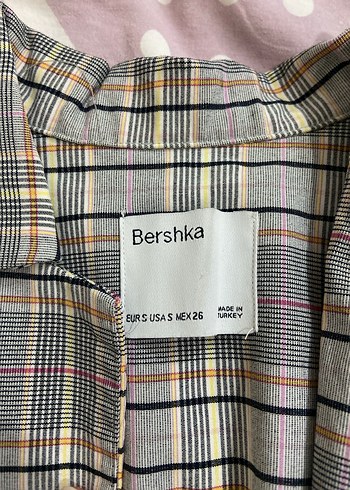 Bershka
EUR S USA S MEX 26
MADE IN
TURKEY